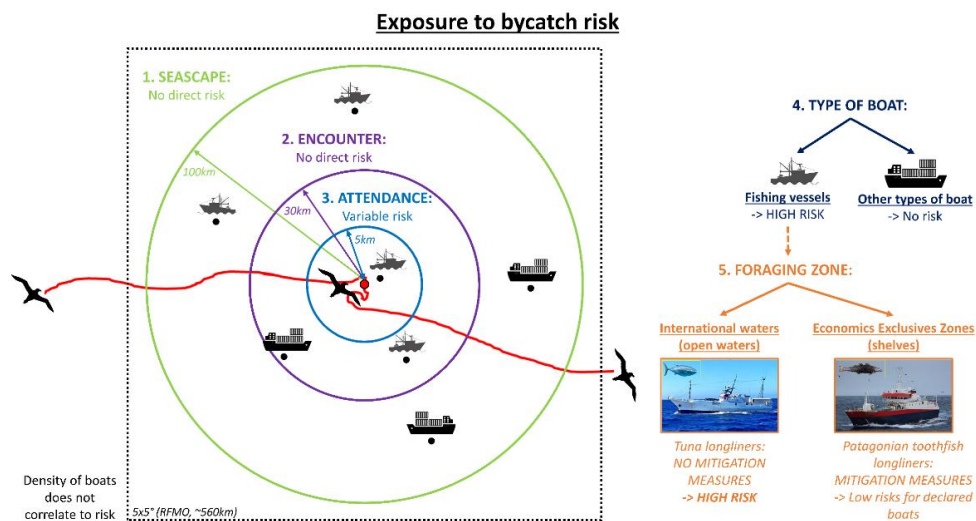 Exposure to bycatch risk
1. SEASCAPE:
No direct risk
2. ENCOUNTER:
No direct risk
3. ATTENDANCE:
Variable risk
100km
30km
5km
Density of boats
does not
correlate to risk
5x5° (RFMO, ~560km)
4. TYPE OF BOAT:
Fishing vessels
-> HIGH RISK
Other types of boat
-> No risk
5. FORAGING ZONE:
International waters
(open waters)
Economics Exclusives Zones
(shelves)
Tuna longliners:
NO MITIGATION
MEASURES
-> HIGH RISK
Patagonian toothfish
longliners:
MITIGATION MEASURES
-> Low risks for declared
boats